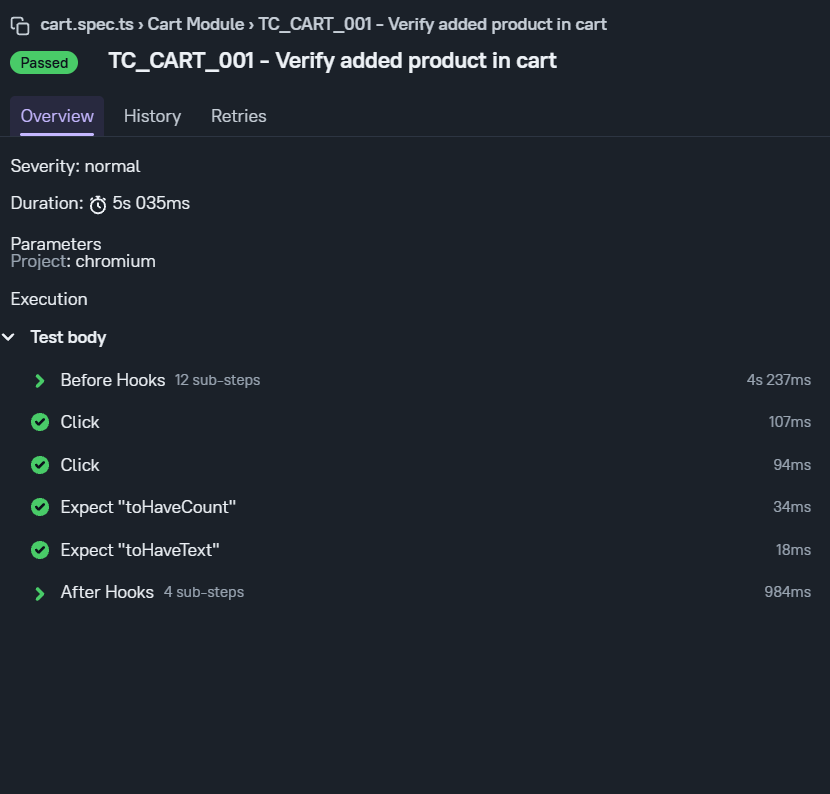 cart.spec.ts › Cart Module › TC_CART_001 - Verify added product in cart
Passed TC_CART_001 - Verify added product in cart
Overview History Retries
Severity: normal
Duration: 5s 035ms
Parameters
Project: chromium
Execution
Test body
Before Hooks 12 sub-steps 4s 237ms
Click 107ms
Click 94ms
Expect "toHaveCount" 34ms
Expect "toHaveText" 18ms
After Hooks 4 sub-steps 984ms